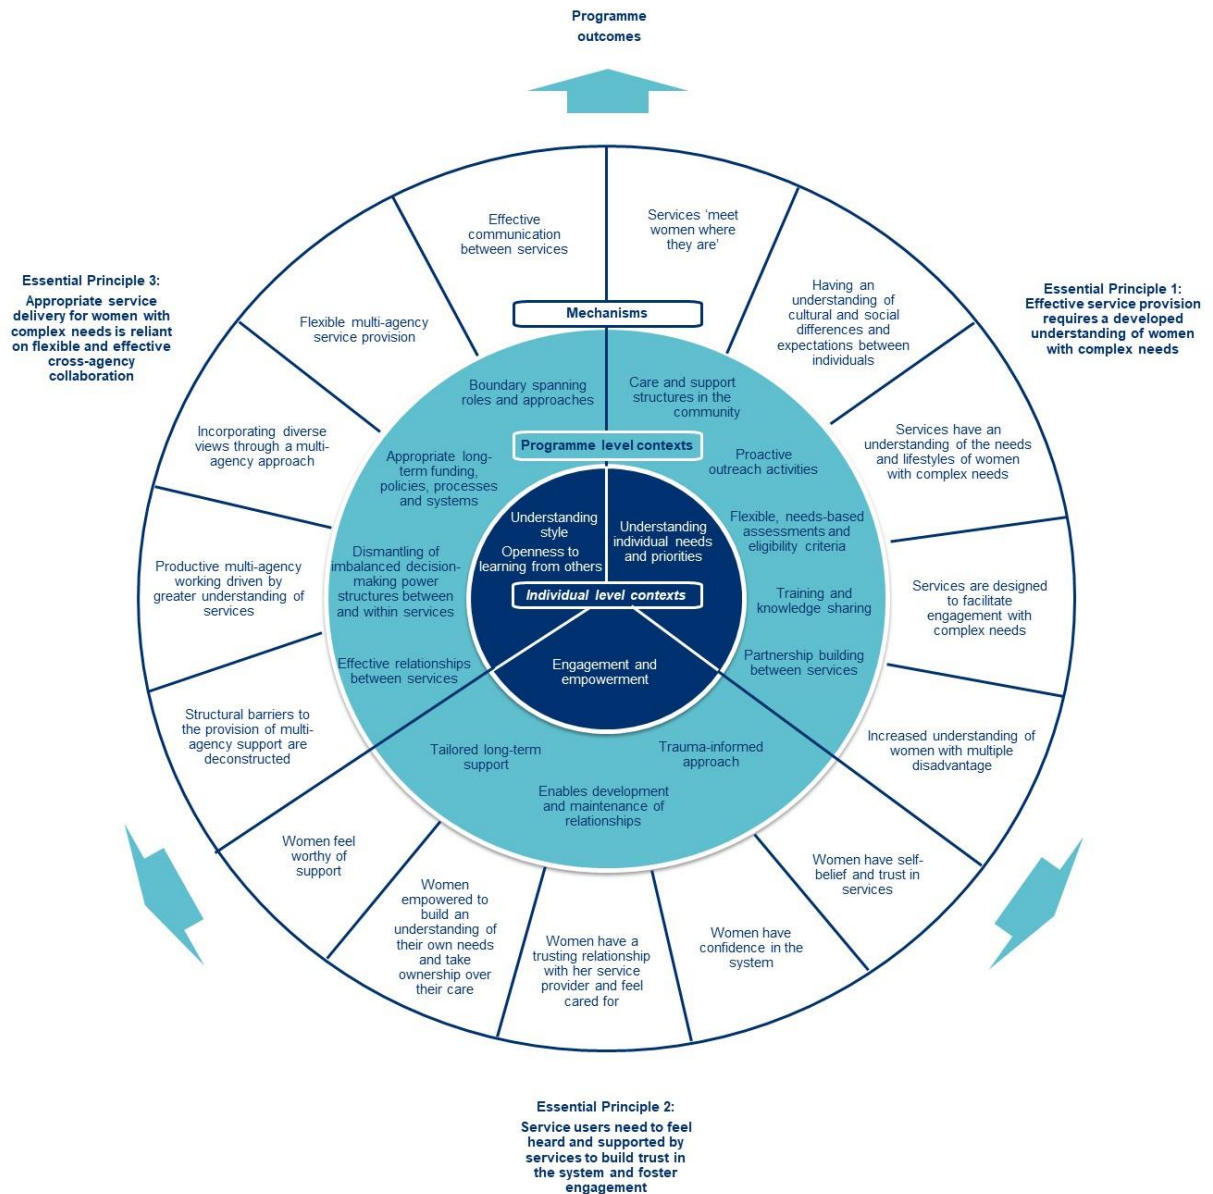 Programme
outcomes
Effective
communication
between services
Services ‘meet
women where
they are’
Essential Principle 3:
Appropriate service
delivery for women with
complex needs is reliant
on flexible and effective
cross-agency
collaboration
Flexible multi-agency
service provision
Mechanisms
Having an
understanding of
cultural and social
differences and
expectations between
individuals
Essential Principle 1:
Effective service provision
requires a developed
understanding of women
with complex needs
Boundary spanning
roles and approaches
Care and support
structures in the
community
Incorporating diverse
views through a multi-
agency approach
Appropriate long-
term funding,
policies, processes
and systems
Programme level contexts
Proactive
outreach activities
Services have an
understanding of the needs
and lifestyles of women
with complex needs
Understanding
style
Openness to
learning from others
Understanding
individual needs
and priorities
Flexible, needs-based
assessments and
eligibility criteria
Productive multi-agency
working driven by
greater understanding of
services
Dismantling of
imbalanced decision-
making power
structures between
and within services
Individual level contexts
Training and
knowledge sharing
Services are designed
to facilitate
engagement with
complex needs
Effective relationships
between services
Engagement and
empowerment
Partnership building
between services
Structural barriers to
the provision of multi-
agency support are
deconstructed
Tailored long-term
support
Trauma-informed
approach
Increased understanding of
women with multiple
disadvantage
Enables development
and maintenance of
relationships
Women feel
worthy of
support
Women have self-
belief and trust in
services
Women
empowered to
build an
understanding of
their own needs
and take
ownership over
their care
Women have a
trusting relationship
with her service
provider and feel
cared for
Women have
confidence in the
system
Essential Principle 2:
Service users need to feel
heard and supported by
services to build trust in
the system and foster
engagement